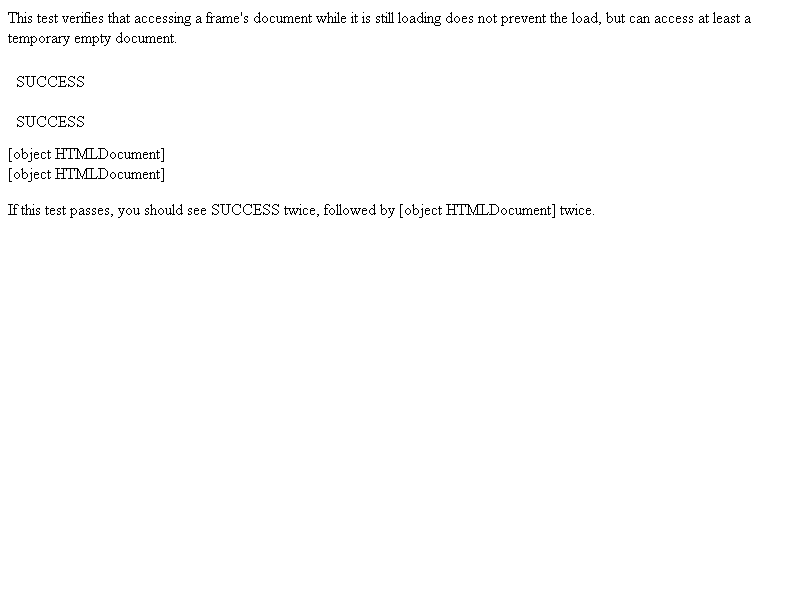 This test verifies that accessing a frame's document while it is still loading does not prevent the load, but can access at least a
temporary empty document.
SUCCESS
SUCCESS
[object HTMLDocument]
[object HTMLDocument]
If this test passes, you should see SUCCESS twice, followed by [object HTMLDocument] twice.